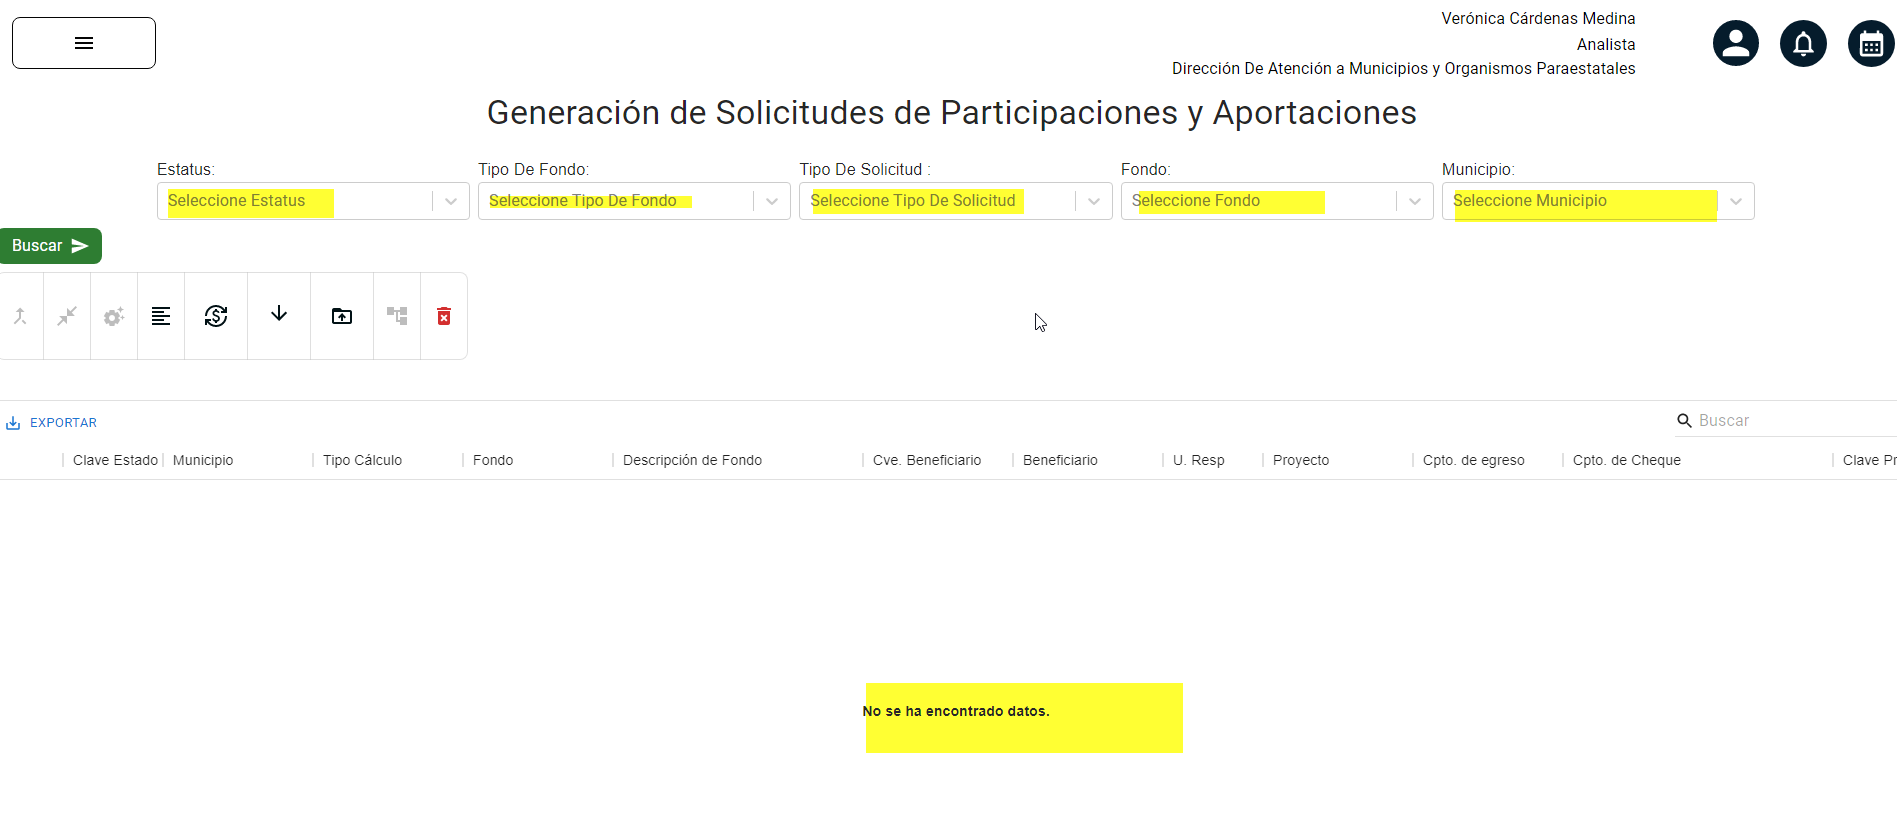 Verónica Cárdenas Medina
Analista
Dirección De Atención a Municipios y Organismos Paraestatales
Generación de Solicitudes de Participaciones y Aportaciones
Estatus: Tipo De Fondo: Tipo De Solicitud : Fondo: Municipio:
Seleccione Estatus Seleccione Tipo De Fondo Seleccione Tipo De Solicitud Seleccione Fondo Seleccione Municipio
Buscar
EXPORTAR Buscar
Clave Estado Municipio Tipo Cálculo Fondo Descripción de Fondo Cve. Beneficiario Beneficiario U. Resp Proyecto Cpto. de egreso Cpto. de Cheque Clave Pr
No se ha encontrado datos.